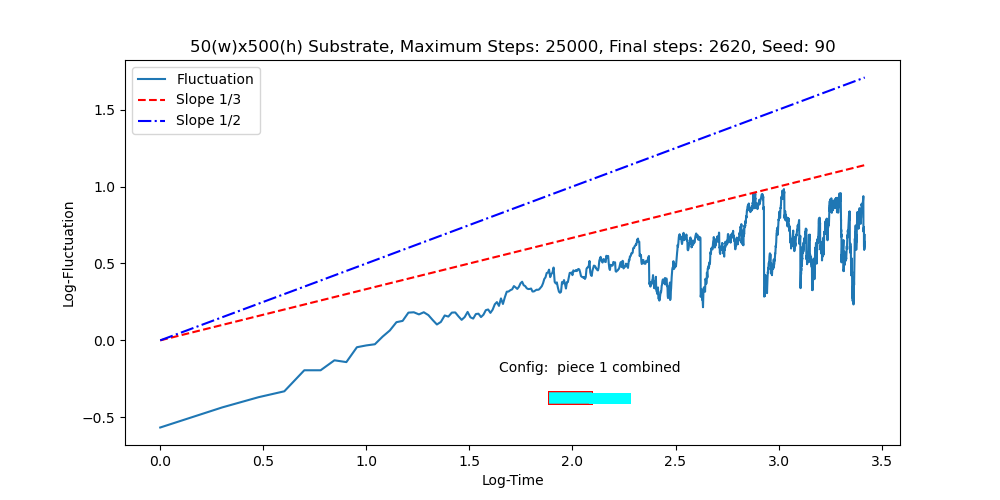 50(w)x500(h) Substrate, Maximum Steps: 25000, Final steps: 2620, Seed: 90
Fluctuation
Slope 1/3
Slope 1/2
1.5
1.0
0.5
0.0
−0.5
Log-Fluctuation
Config:  piece 1 combined
0.0 0.5 1.0 1.5 2.0 2.5 3.0 3.5
Log-Time